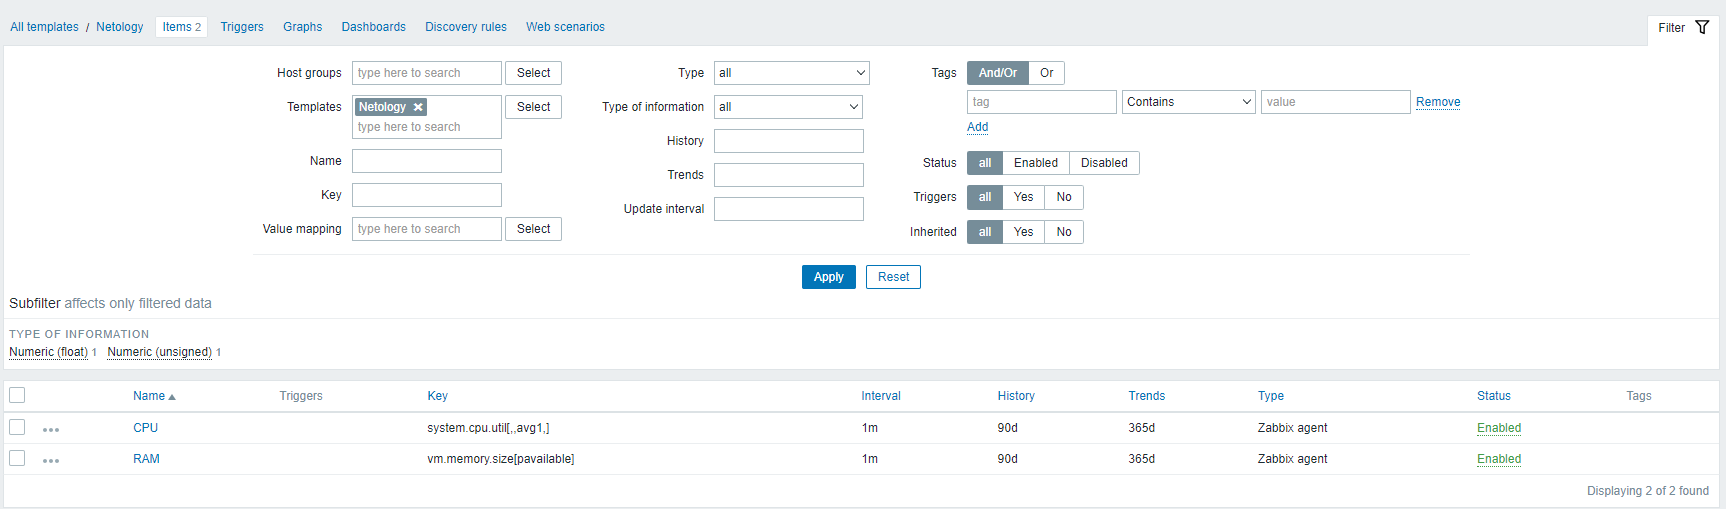 All templates / Netology Items 2 Triggers Graphs Dashboards Discovery rules Web scenarios Filter
Host groups type here to search Select Type all Tags And/Or Or
Templates Netology × Select Type of information all tag Contains value Remove
type here to search Add
History
Name Status all Enabled Disabled
Trends
Key Triggers all Yes No
Update interval
Value mapping type here to search Select Inherited all Yes No
Apply Reset
Subfilter affects only filtered data
TYPE OF INFORMATION
Numeric (float) 1 Numeric (unsigned) 1
Name Triggers Key Interval History Trends Type Status Tags
CPU system.cpu.util[,,avg1,] 1m 90d 365d Zabbix agent Enabled
RAM vm.memory.size[pavailable] 1m 90d 365d Zabbix agent Enabled
Displaying 2 of 2 found